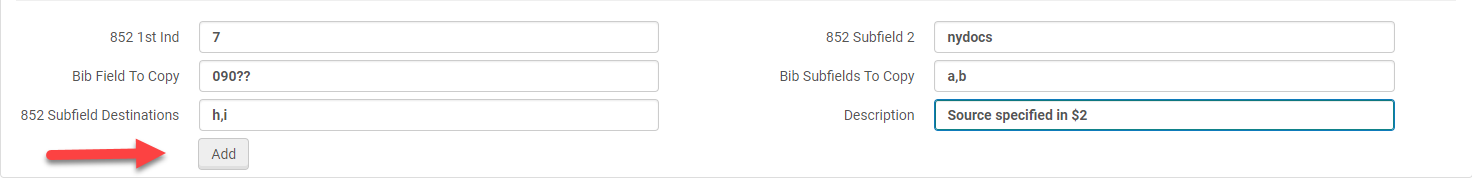 852 1st Ind 7 852 Subfield 2 nydocs
Bib Field To Copy 090?? Bib Subfields To Copy a,b
852 Subfield Destinations h,i Description Source specified in $2
Add